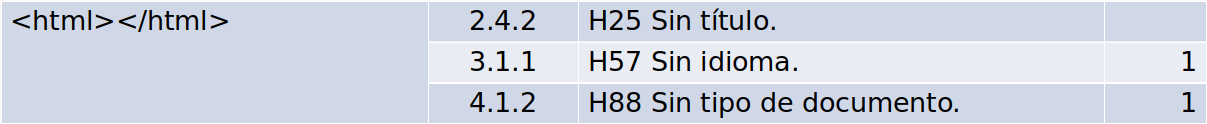 <html></html> 2.4.2 H25 Sin título.
3.1.1 H57 Sin idioma. 1
4.1.2 H88 Sin tipo de documento. 1